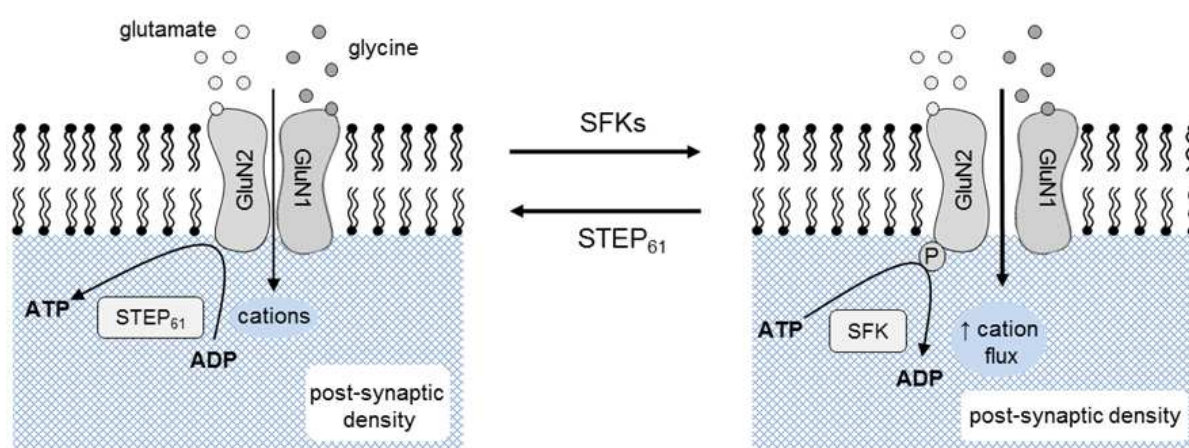 glutamate
glycine
GluN2
GluN1
ATP
STEP61
ADP
cations
post-synaptic
density
SFKs
STEP61
GluN2
GluN1
P
ATP
SFK
ADP
↑ cation
flux
post-synaptic density